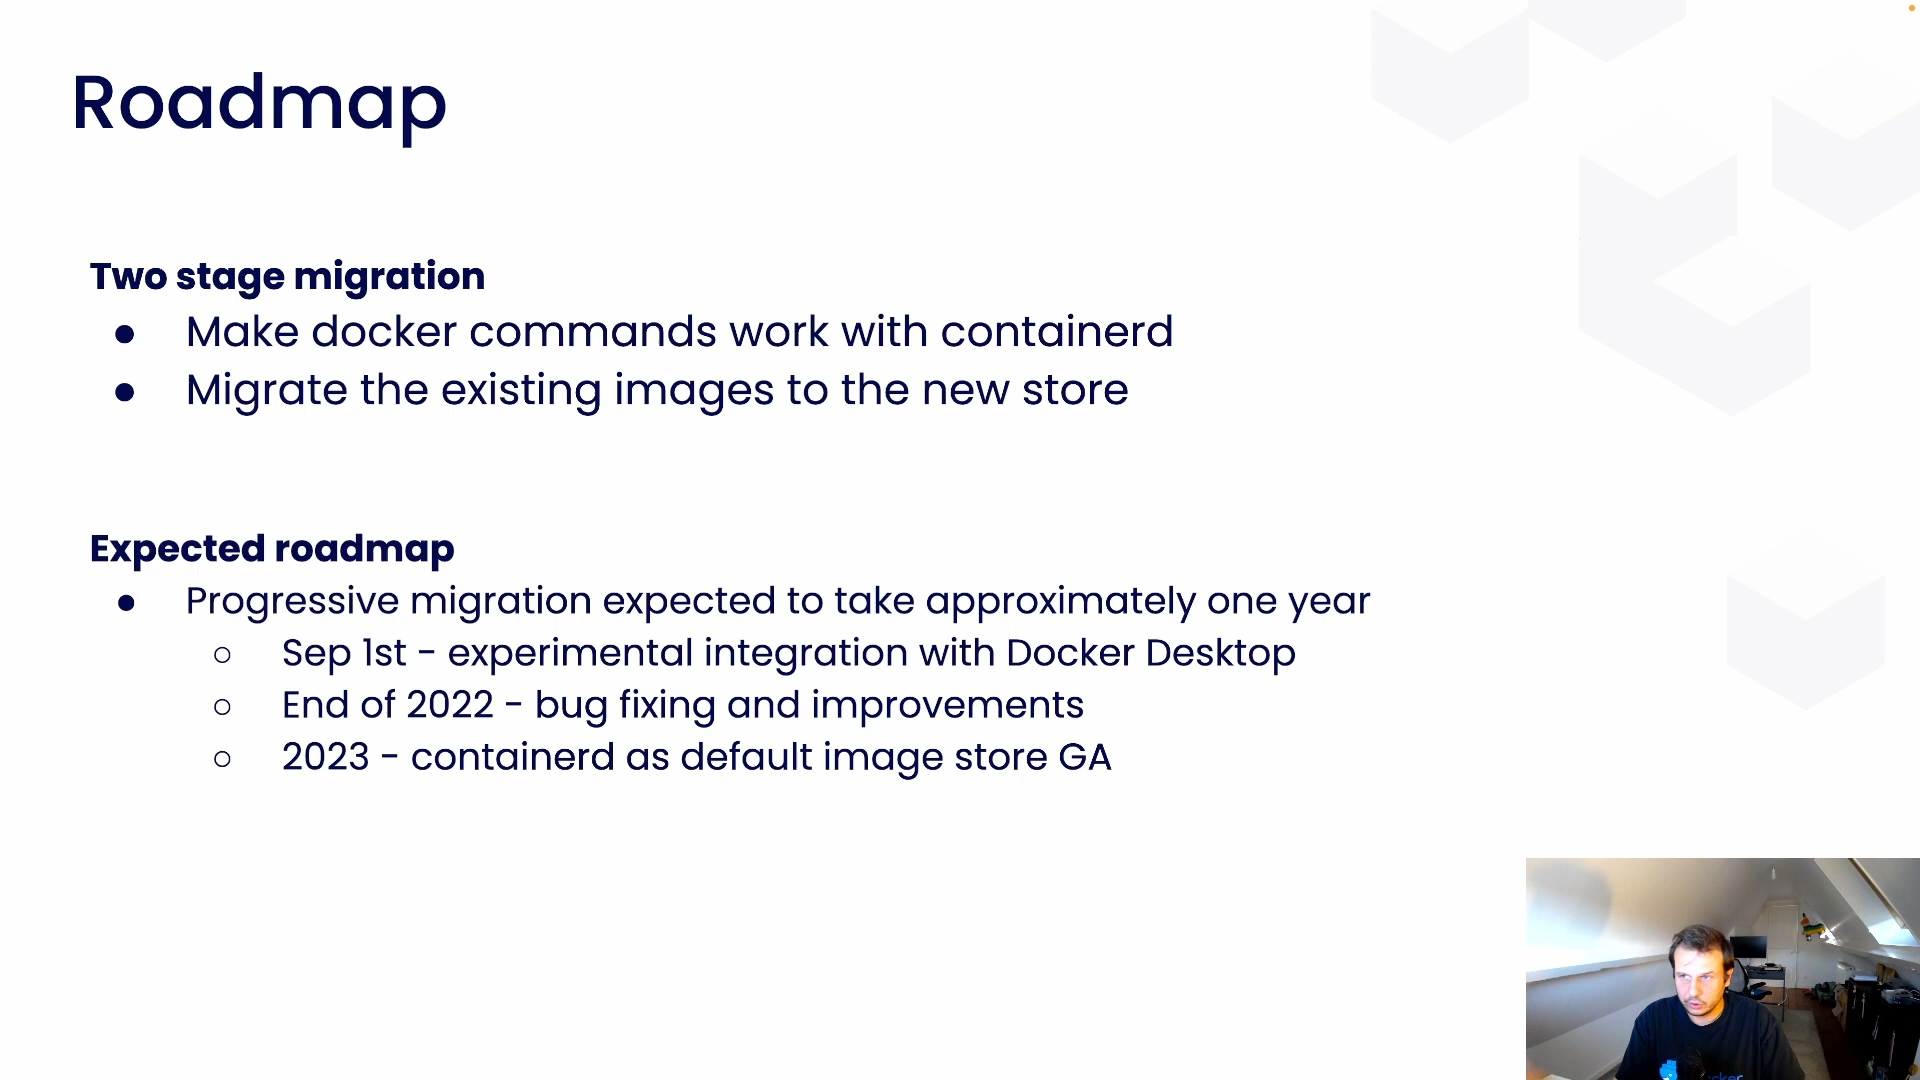 Roadmap
Two stage migration
● Make docker commands work with containerd
● Migrate the existing images to the new store
Expected roadmap
● Progressive migration expected to take approximately one year
○ Sep 1st - experimental integration with Docker Desktop
○ End of 2022 - bug fixing and improvements
○ 2023 - containerd as default image store GA